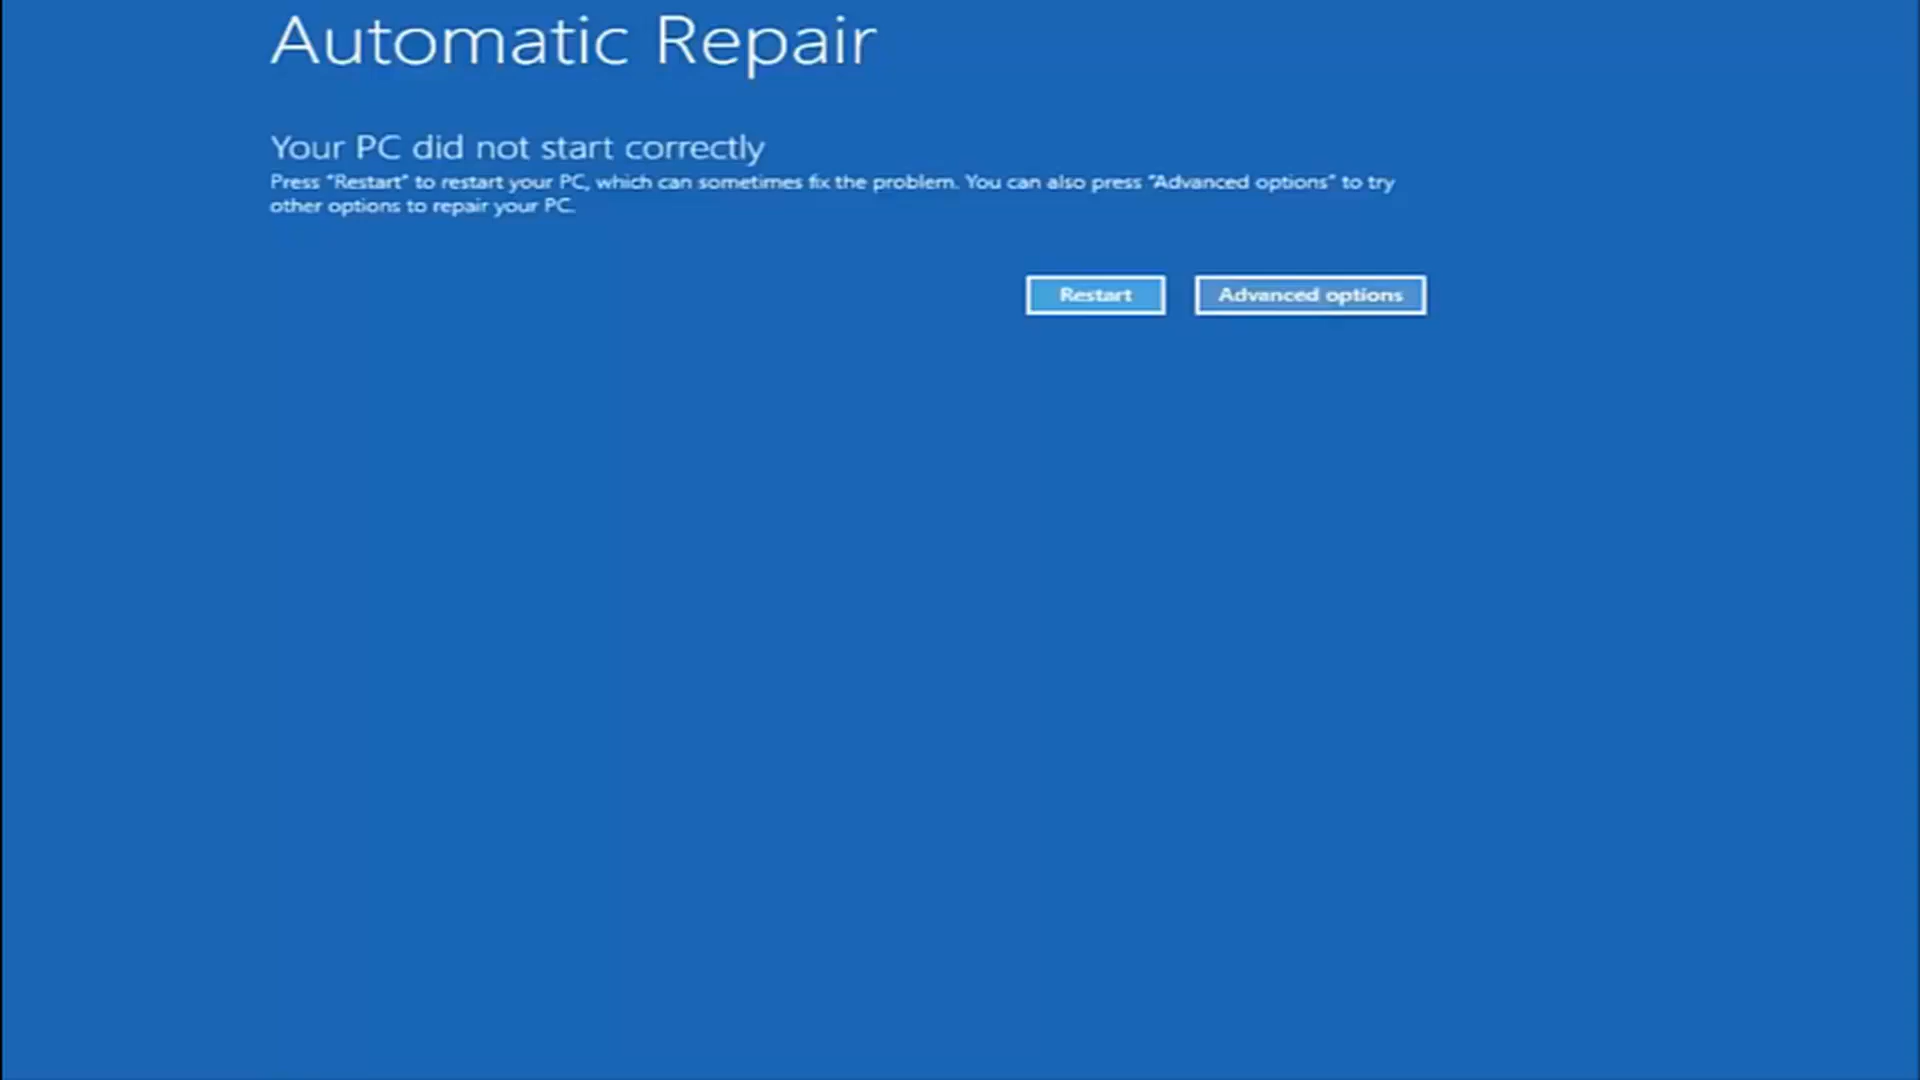 Automatic Repair
Your PC did not start correctly
Press "Restart" to restart your PC, which can sometimes fix the problem. You can also press "Advanced options" to try
other options to repair your PC.
Restart
Advanced options